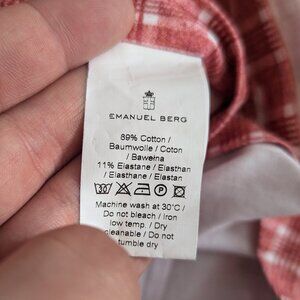 EMANUEL BERG
89% Cotton /
Baumwolle / Coton /
Bawełna
11% Elastane / Elasthan
/ Elasthane / Elastan
Machine wash at 30°C /
Do not bleach / Iron
low temp. / Dry
cleanable / Do not
tumble dry